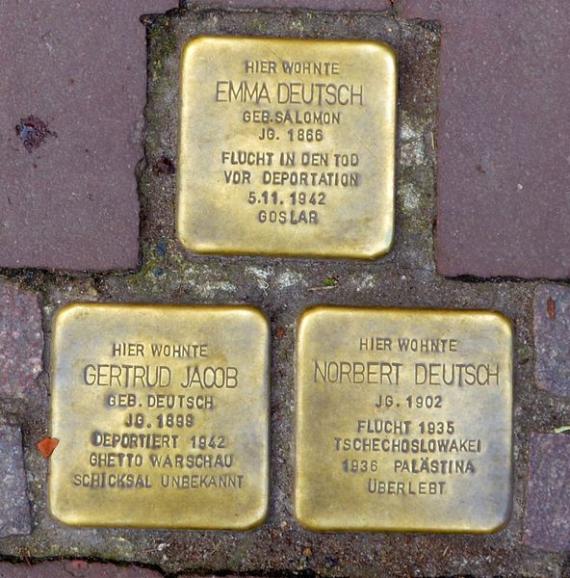 HIER WOHNTE
EMMA DEUTSCH
GEB. SALOMON
JG. 1866
FLUCHT IN DEN TOD
VOR DEPORTATION
5.11. 1942
GOSLAR
HIER WOHNTE
GERTRUD JACOB
GEB. DEUTSCH
JG. 1899
DEPORTIERT 1942
GHETTO WARSCHAU
SCHICKSAL UNBEKANNT
HIER WOHNTE
NORBERT DEUTSCH
JG. 1902
FLUCHT 1935
TSCHECHOSLOWAKEI
1936 PALÄSTINA
ÜBERLEBT